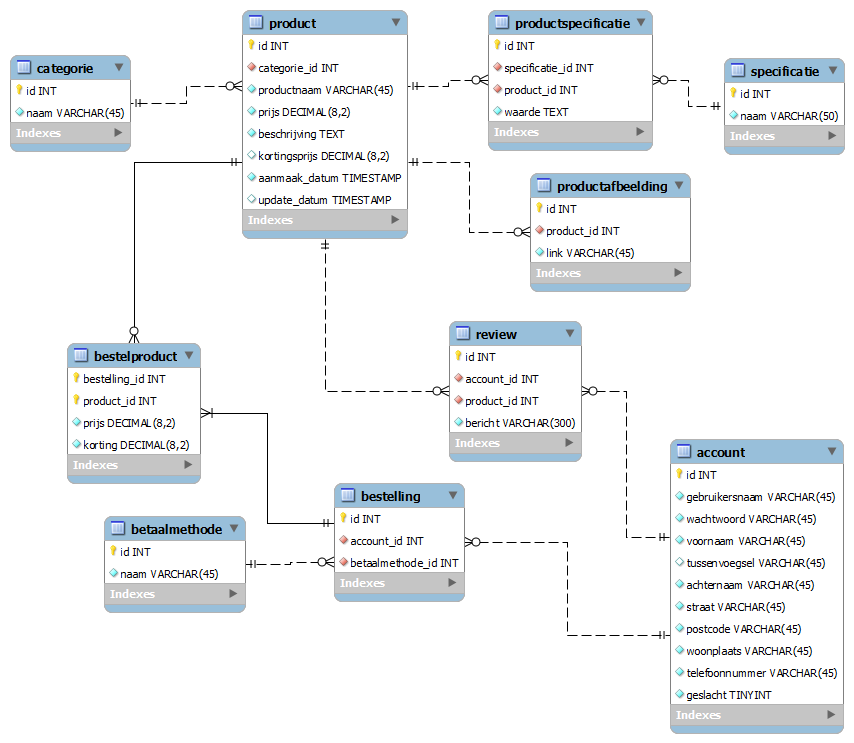 categorie
id INT
naam VARCHAR(45)
Indexes
product
id INT
categorie_id INT
productnaam VARCHAR(45)
prijs DECIMAL(8,2)
beschrijving TEXT
kortingsprijs DECIMAL(8,2)
aanmaak_datum TIMESTAMP
update_datum TIMESTAMP
Indexes
productspecificatie
id INT
specificatie_id INT
product_id INT
waarde TEXT
Indexes
specificatie
id INT
naam VARCHAR(50)
Indexes
productafbeelding
id INT
product_id INT
link VARCHAR(45)
Indexes
bestelproduct
bestelling_id INT
product_id INT
prijs DECIMAL(8,2)
korting DECIMAL(8,2)
Indexes
review
id INT
account_id INT
product_id INT
bericht VARCHAR(300)
Indexes
betaalmethode
id INT
naam VARCHAR(45)
Indexes
bestelling
id INT
account_id INT
betaalmethode_id INT
Indexes
account
id INT
gebruikersnaam VARCHAR(45)
wachtwoord VARCHAR(45)
voornaam VARCHAR(45)
tussenvoegsel VARCHAR(45)
achternaam VARCHAR(45)
straat VARCHAR(45)
postcode VARCHAR(45)
woonplaats VARCHAR(45)
telefoonnummer VARCHAR(45)
geslacht TINYINT
Indexes